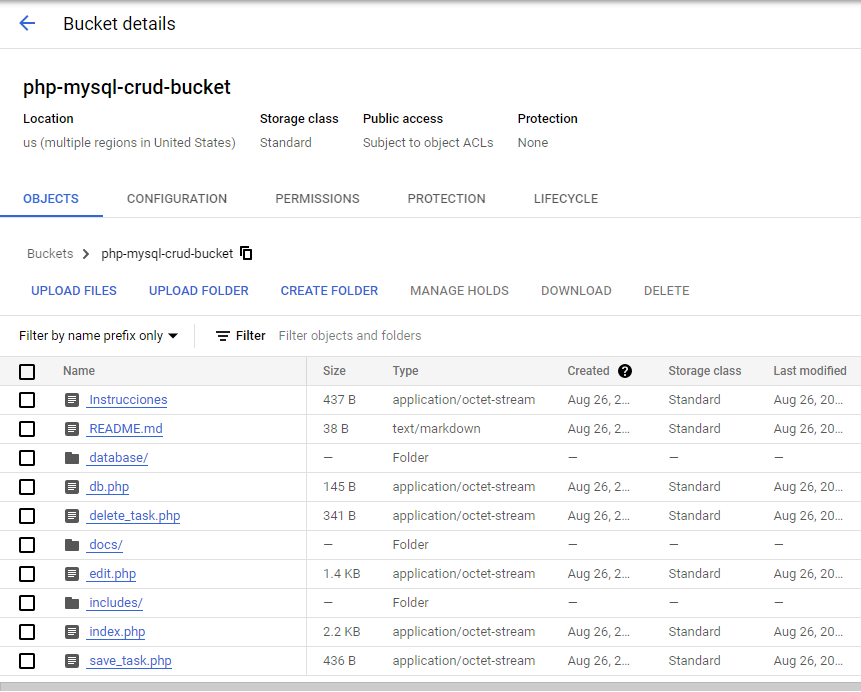 Bucket details
php-mysql-crud-bucket
Location Storage class Public access Protection
us (multiple regions in United States) Standard Subject to object ACLs None
OBJECTS CONFIGURATION PERMISSIONS PROTECTION LIFECYCLE
Buckets php-mysql-crud-bucket
UPLOAD FILES UPLOAD FOLDER CREATE FOLDER MANAGE HOLDS DOWNLOAD DELETE
Filter by name prefix only Filter Filter objects and folders
Name Size Type Created ? Storage class Last modified
Instrucciones 437 B application/octet-stream Aug 26, 2... Standard Aug 26, 20...
README.md 38 B text/markdown Aug 26, 2... Standard Aug 26, 20...
database/ — Folder — — —
db.php 145 B application/octet-stream Aug 26, 2... Standard Aug 26, 20...
delete_task.php 341 B application/octet-stream Aug 26, 2... Standard Aug 26, 20...
docs/ — Folder — — —
edit.php 1.4 KB application/octet-stream Aug 26, 2... Standard Aug 26, 20...
includes/ — Folder — — —
index.php 2.2 KB application/octet-stream Aug 26, 2... Standard Aug 26, 20...
save_task.php 436 B application/octet-stream Aug 26, 2... Standard Aug 26, 20...